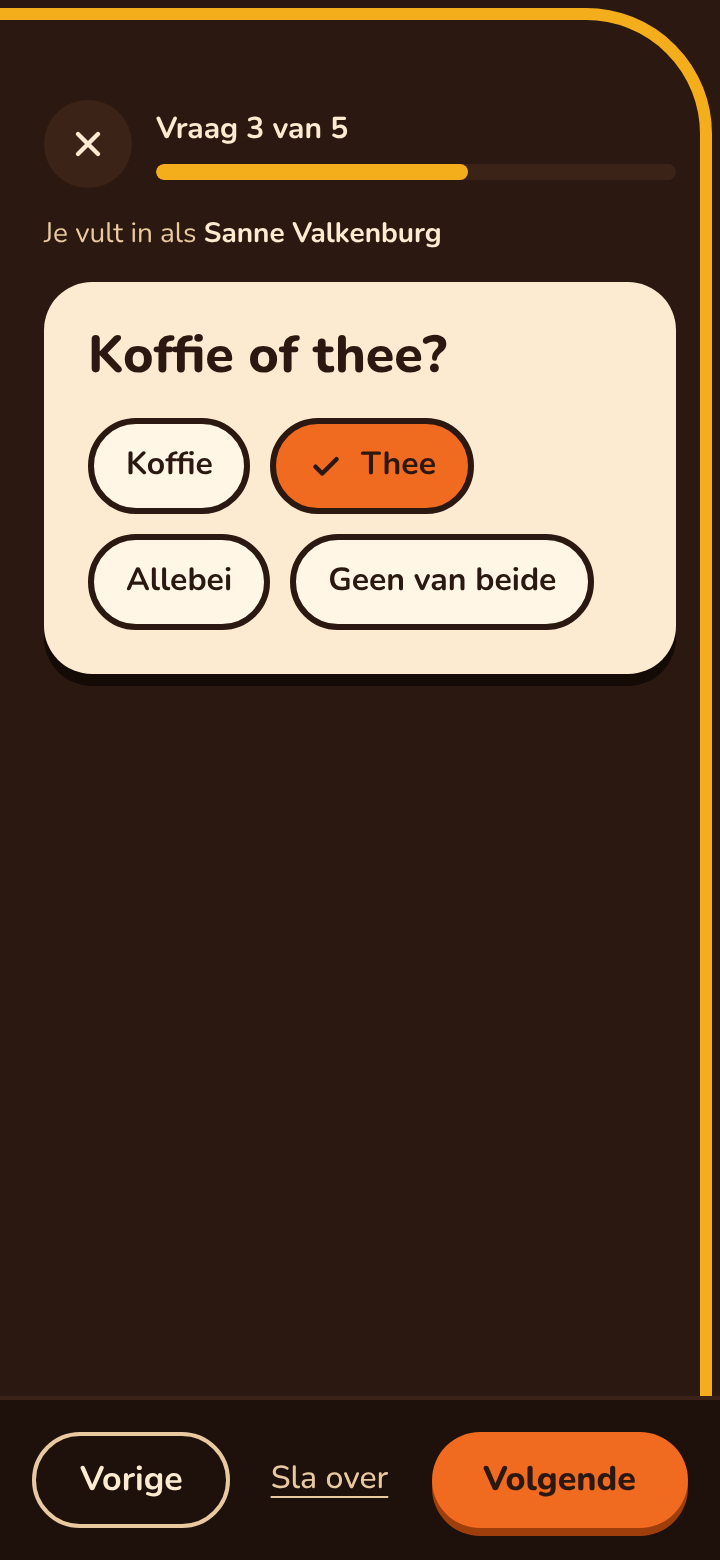 Vraag 3 van 5
Je vult in als Sanne Valkenburg
Koffie of thee?
Koffie
Thee
Allebei
Geen van beide
Vorige
Sla over
Volgende